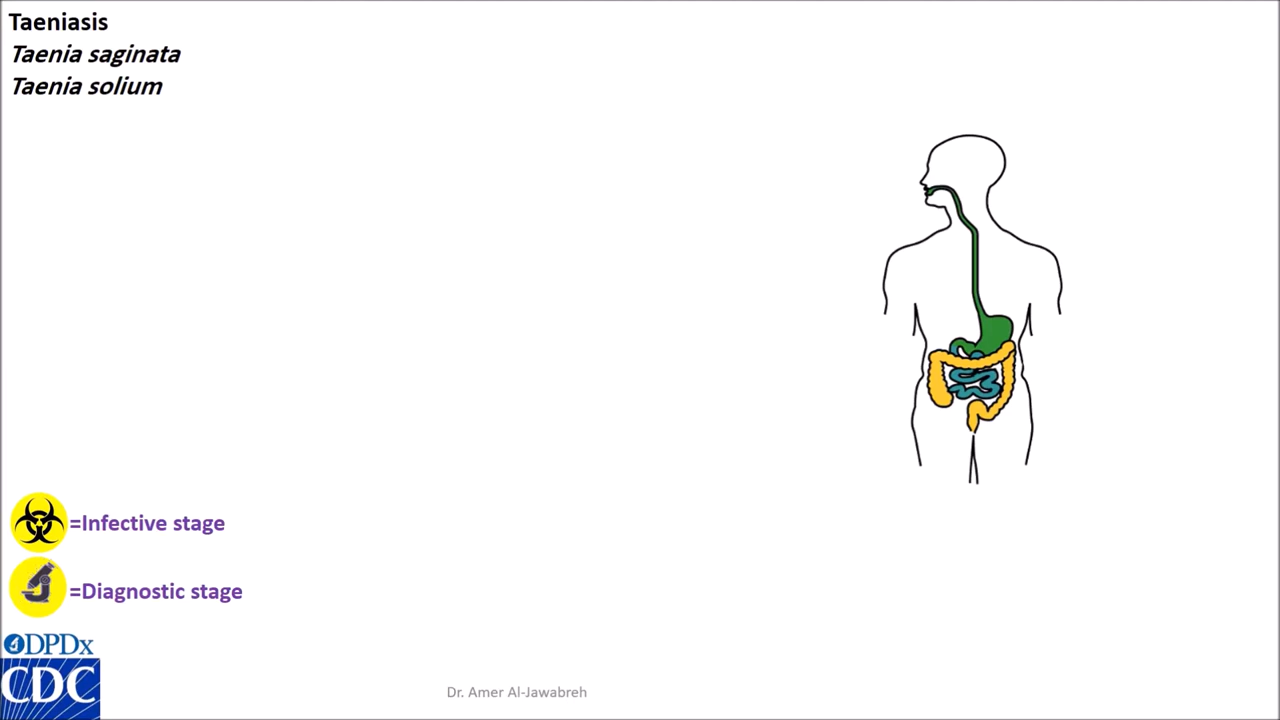 Taeniasis
Taenia saginata
Taenia solium
=Infective stage
=Diagnostic stage
DPDx
CDC
Dr. Amer Al-Jawabreh